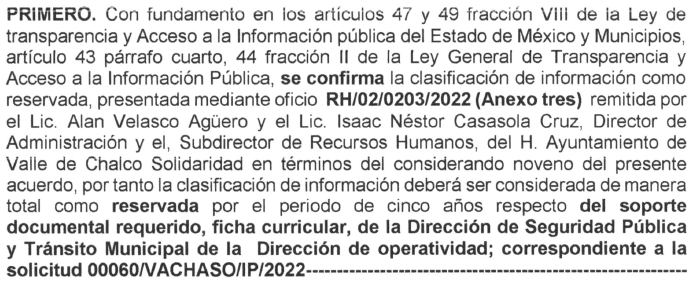 PRIMERO. Con fundamento en los artículos 47 y 49 fracción VIII de la Ley de
transparencia y Acceso a la Información pública del Estado de México y Municipios,
artículo 43 párrafo cuarto, 44 fracción II de la Ley General de Transparencia y
Acceso a la Información Pública, se confirma la clasificación de información como
reservada, presentada mediante oficio RH/02/0203/2022 (Anexo tres) remitida por
el Lic. Alan Velasco Agüero y el Lic. Isaac Néstor Casasola Cruz, Director de
Administración y el, Subdirector de Recursos Humanos, del H. Ayuntamiento de
Valle de Chalco Solidaridad en términos del considerando noveno del presente
acuerdo, por tanto la clasificación de información deberá ser considerada de manera
total como reservada por el periodo de cinco años respecto del soporte
documental requerido, ficha curricular, de la Dirección de Seguridad Pública
y Tránsito Municipal de la Dirección de operatividad; correspondiente a la
solicitud 00060/VACHASO/IP/2022------------------------------------------------------------